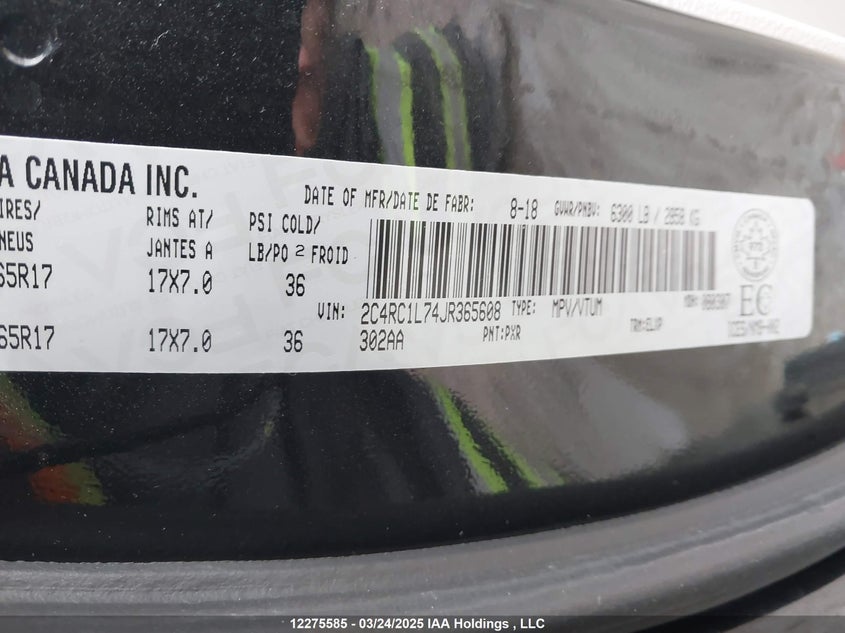 A CANADA INC.
DATE OF MFR/DATE DE FABR: 8-18 GVWR/PNBV: 6300 LB / 2858 KG
IRES/ RIMS AT/ PSI COLD/
NEUS JANTES A LB/PO 2 FROID
65R17 17X7.0 36
VIN: 2C4RC1L74JR365608 TYPE: MPV/VTUM MDH: EC
65R17 17X7.0 36 302AA PNT:PXR TRM:
12275585 - 03/24/2025 IAA Holdings , LLC